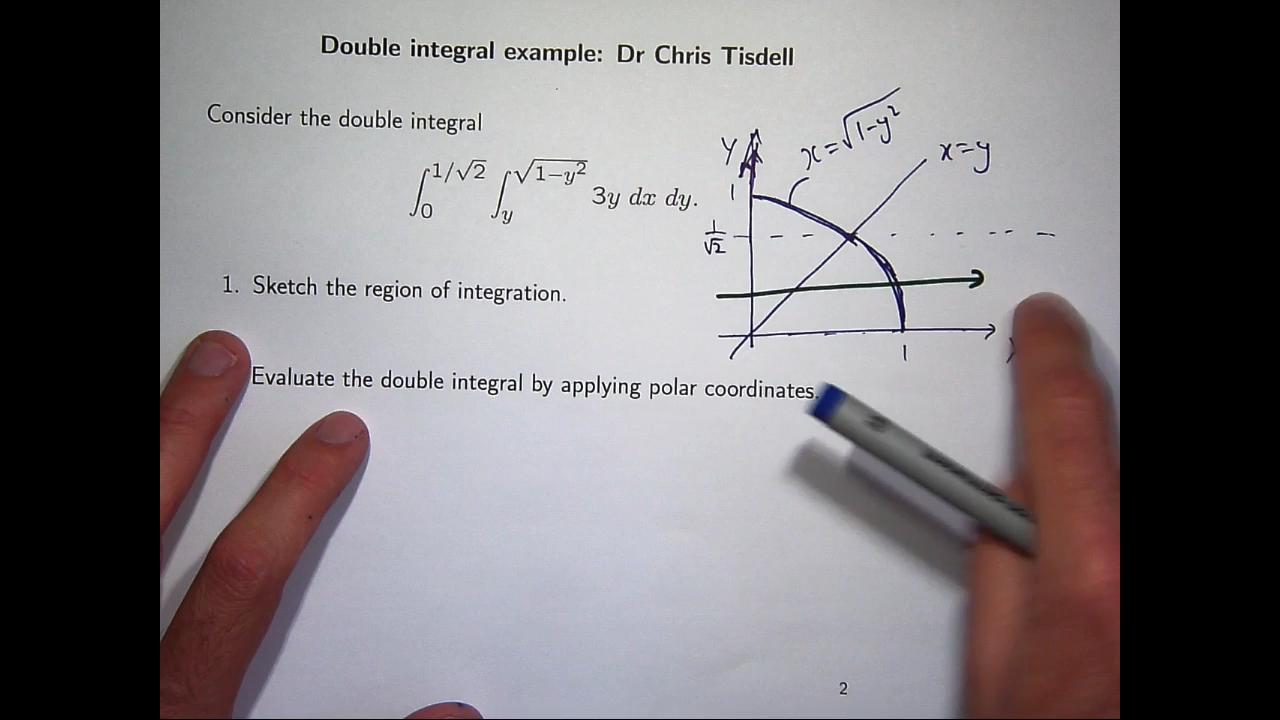 Double integral example: Dr Chris Tisdell
Consider the double integral
∫_0^{1/√2} ∫_y^{√(1−y²)} 3y dx dy.
1. Sketch the region of integration.
Evaluate the double integral by applying polar coordinates.
y
1
1/√2
x=√(1−y²)
x=y
1
2